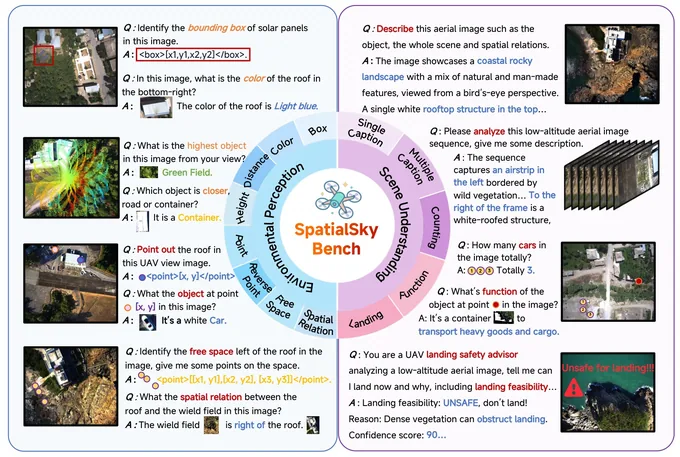 Q : Identify the bounding box of solar panels
in this image.
A : <box>[x1,y1,x2,y2]</box>.
Q : In this image, what is the color of the roof in
the bottom-right?
A : The color of the roof is Light blue.
Q : What is the highest object
in this image from your view?
A : Green Field.
Q : Which object is closer,
road or container?
A : It is a Container.
Q : Point out the roof in
this UAV view image.
A : <point>[x, y]</point>
Q : What the object at point
[x, y] in this image?
A : It's a white Car.
Q : Identify the free space left of the roof in the
image, give me some points on the space.
A : <point>[[x1, y1],[x2, y2], [x3, y3]]</point>.
Q : What the spatial relation between the
roof and the wield field in this image?
A : The wield field is right of the roof.
SpatialSky
Bench
Environmental Perception
Box
Color
Distance
Height
Point
Reverse
Point
Free
Space
Spatial
Relation
Scene Understanding
Single
Caption
Multiple
Caption
Counting
Function
Landing
Q : Describe this aerial image such as the
object, the whole scene and spatial relations.
A : The image showcases a coastal rocky
landscape with a mix of natural and man-made
features, viewed from a bird's-eye perspective.
A single white rooftop structure in the top...
Q : Please analyze this low-altitude aerial image
sequence, give me some description.
A : The sequence
captures an airstrip in
the left bordered by
wild vegetation... To the
right of the frame is a
white-roofed structure,
Q : How many cars in
the image totally?
A: 1 2 3 Totally 3.
Q : What's function of the
object at point in the image?
A: It's a container to
transport heavy goods and cargo.
Q : You are a UAV landing safety advisor
analyzing a low-altitude aerial image, tell me can
I land now and why, including landing feasibility...
A : Landing feasibility: UNSAFE, don't land!
Reason: Dense vegetation can obstruct landing.
Confidence score: 90...
Unsafe for landing!!!